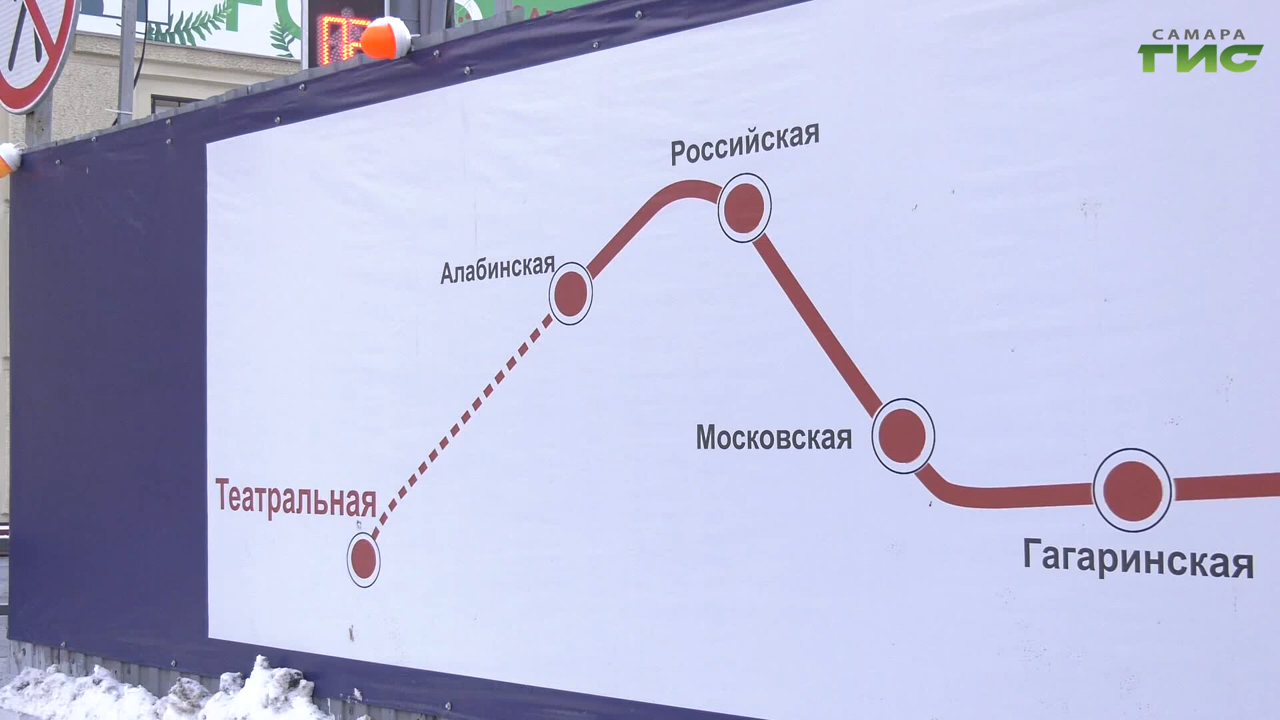 САМАРА
ГИС
Российская
Алабинская
Московская
Театральная
Гагаринская